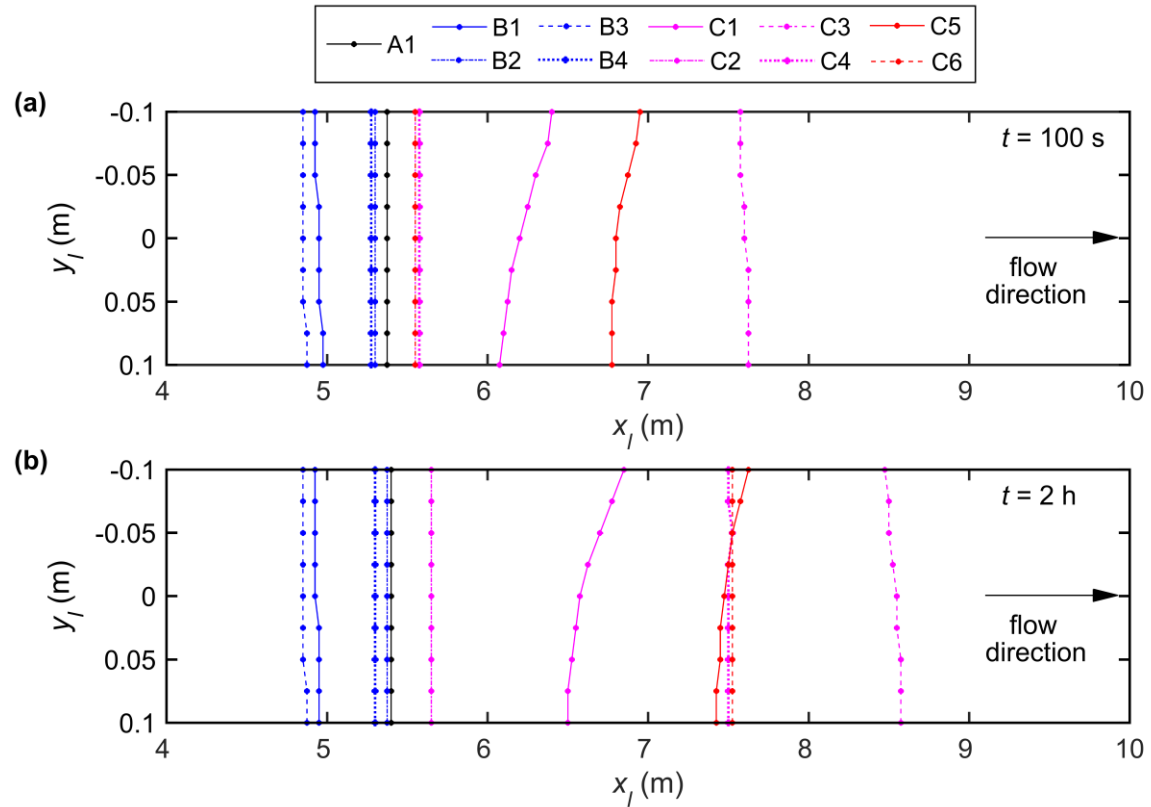 A1 B1 B3 C1 C3 C5
B2 B4 C2 C4 C6
(a)
-0.1
-0.05
0
0.05
0.1
y_l (m)
t = 100 s
flow
direction
4 5 6 7 8 9 10
x_l (m)
(b)
-0.1
-0.05
0
0.05
0.1
y_l (m)
t = 2 h
flow
direction
4 5 6 7 8 9 10
x_l (m)